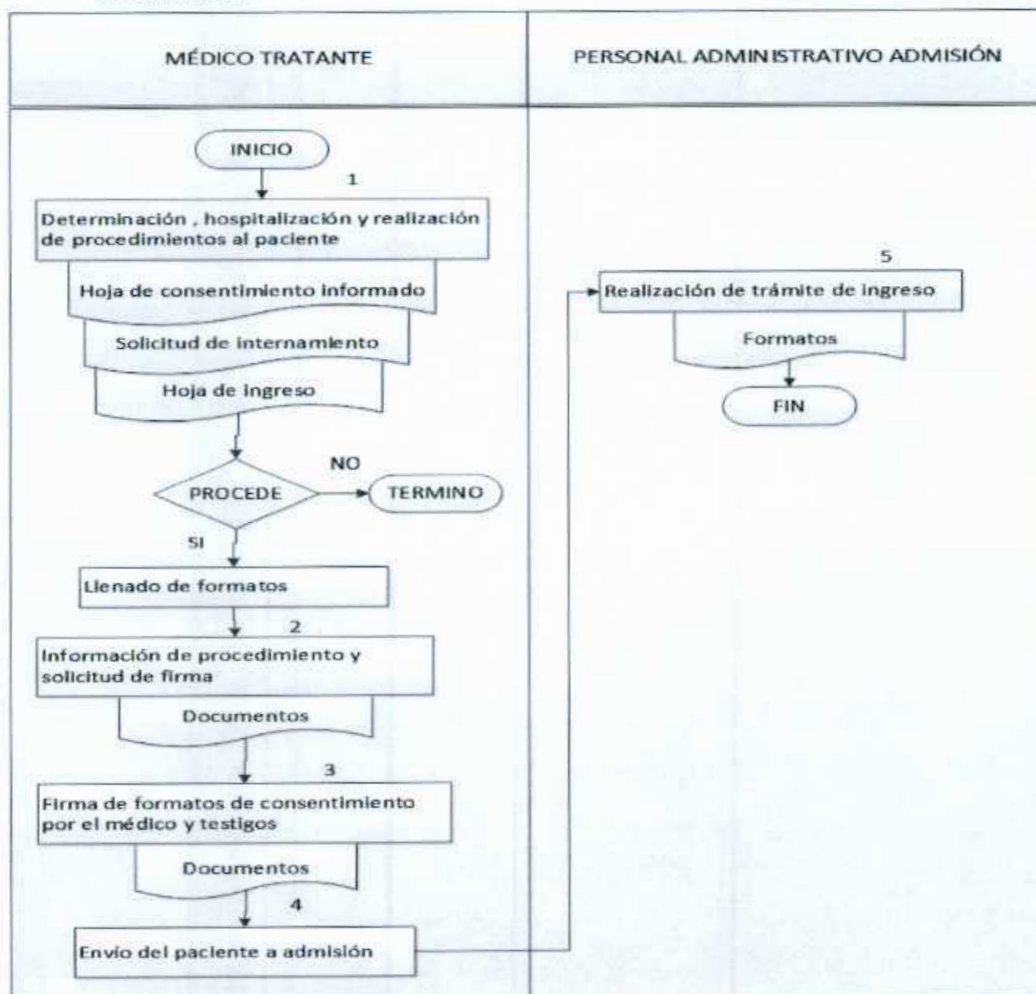 MÉDICO TRATANTE
PERSONAL ADMINISTRATIVO ADMISIÓN
INICIO
1
Determinación , hospitalización y realización
de procedimientos al paciente
Hoja de consentimiento informado
Solicitud de internamiento
Hoja de ingreso
PROCEDE
NO
TERMINO
SI
Llenado de formatos
2
Información de procedimiento y
solicitud de firma
Documentos
3
Firma de formatos de consentimiento
por el médico y testigos
Documentos
4
Envío del paciente a admisión
5
Realización de trámite de ingreso
Formatos
FIN